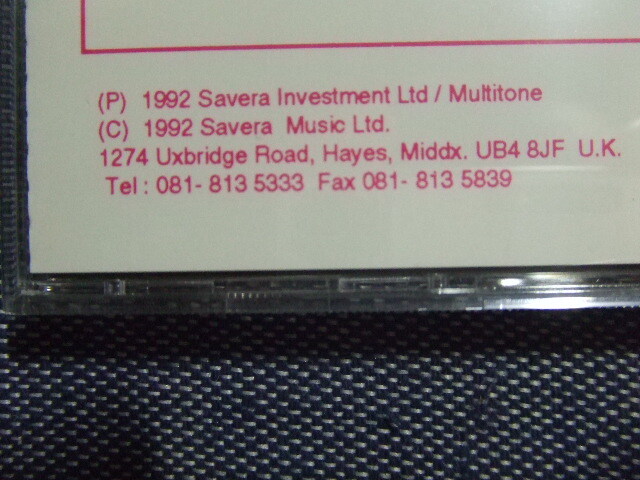 (P) 1992 Savera Investment Ltd / Multitone
(C) 1992 Savera Music Ltd.
1274 Uxbridge Road, Hayes, Middx. UB4 8JF U.K.
Tel : 081- 813 5333 Fax 081- 813 5839